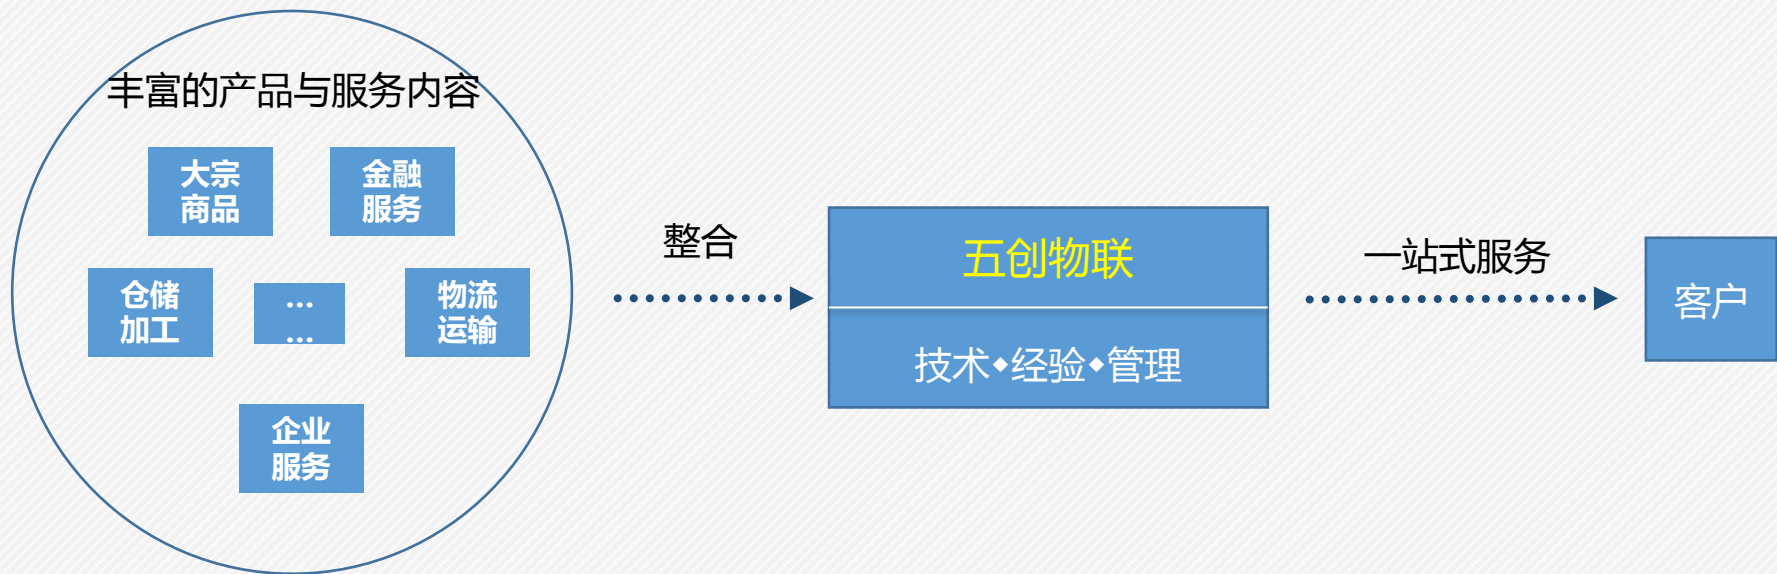 丰富的产品与服务内容
大宗
商品
金融
服务
仓储
加工
…
…
物流
运输
企业
服务
整合
五创物联
技术◆经验◆管理
一站式服务
客户